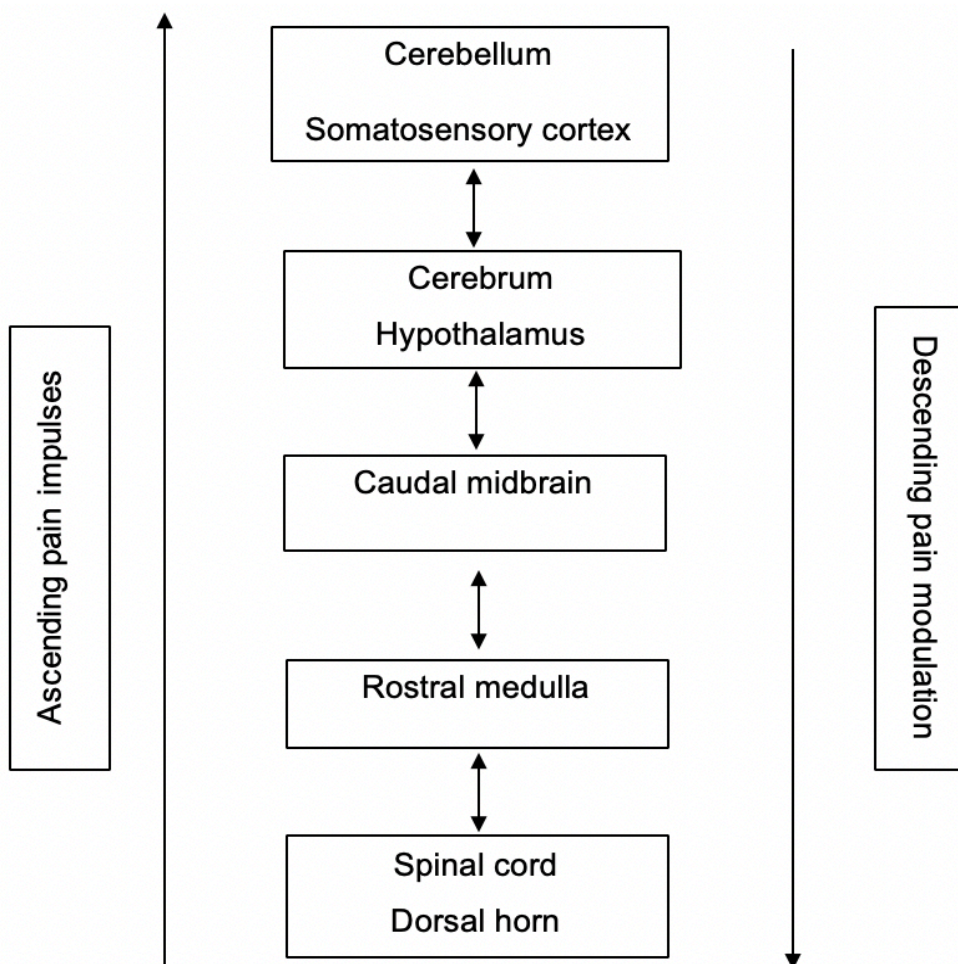 Cerebellum
Somatosensory cortex
Cerebrum
Hypothalamus
Caudal midbrain
Rostral medulla
Spinal cord
Dorsal horn
Ascending pain impulses
Descending pain modulation